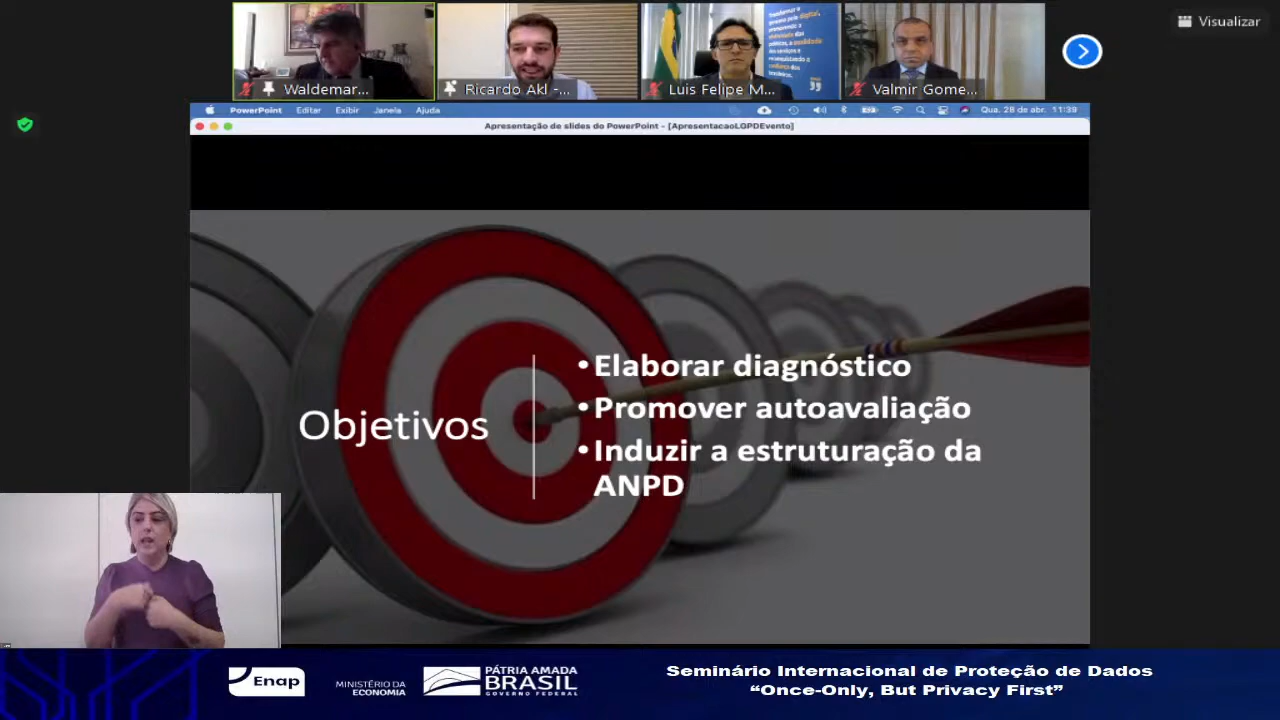 Visualizar
Waldemar...
Ricardo Akl -...
Luis Felipe M...
Valmir Gome...
PowerPoint Editar Exibir Janela Ajuda
Qua. 28 de abr. 11:39
Apresentação de slides do PowerPoint - [ApresentacaoLGPDEvento]
Objetivos
•Elaborar diagnóstico
•Promover autoavaliação
•Induzir a estruturação da
ANPD
Enap
MINISTÉRIO DA
ECONOMIA
PÁTRIA AMADA
BRASIL
GOVERNO FEDERAL
Seminário Internacional de Proteção de Dados
“Once-Only, But Privacy First”